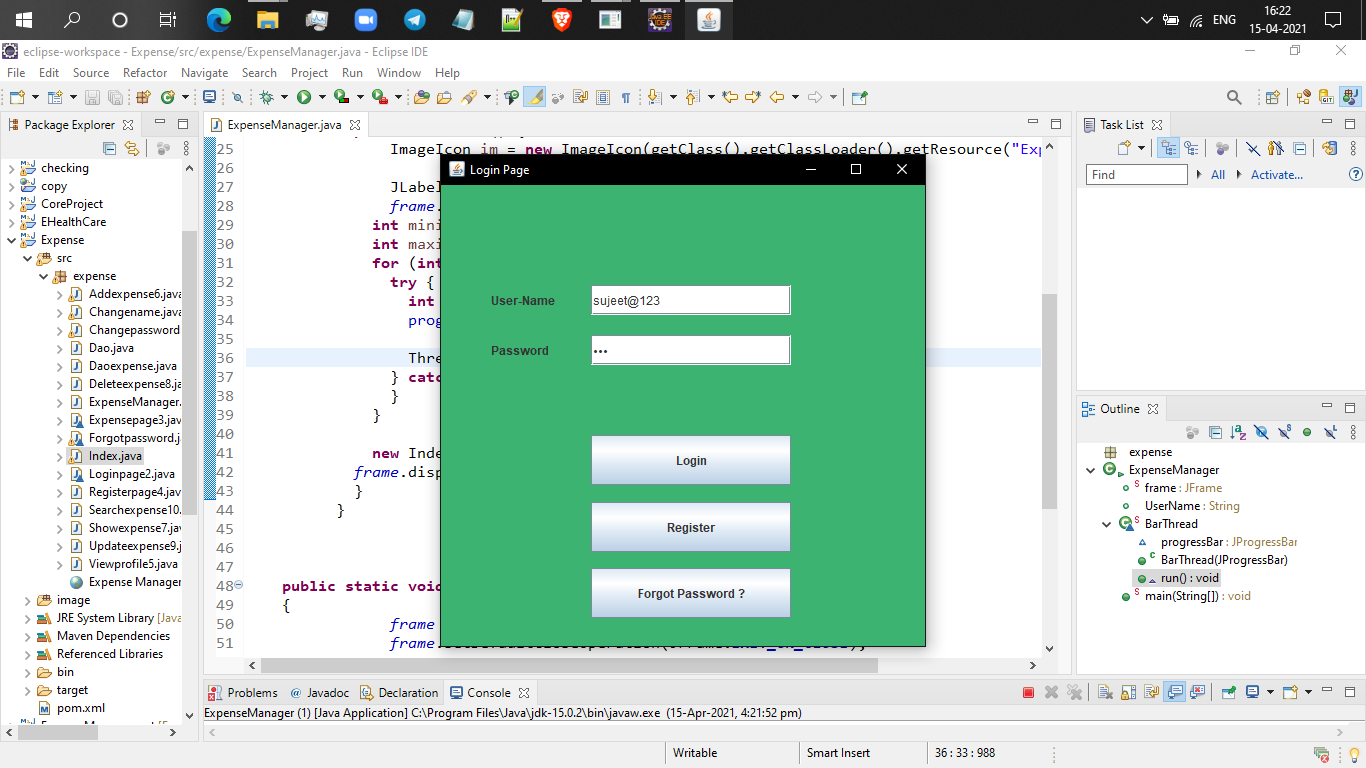 ENG
16:22
15-04-2021
eclipse-workspace - Expense/src/expense/ExpenseManager.java - Eclipse IDE
File Edit Source Refactor Navigate Search Project Run Window Help
Package Explorer
checking
copy
CoreProject
EHealthCare
Expense
src
expense
Addexpense6.java
Changename.java
Changepassword
Dao.java
Daoexpense.java
Deleteexpense8.java
ExpenseManager.
Expensepage3.java
Forgotpassword.j
Index.java
Loginpage2.java
Registerpage4.java
Searchexpense10.
Showexpense7.jav
Updateexpense9.j
Viewprofile5.java
Expense Manager
image
JRE System Library [
Maven Dependencies
Referenced Libraries
bin
target
pom.xml
ExpenseManager.java
25 ImageIcon im = new ImageIcon(getClass().getClassLoader().getResource("Exp
26
27 JLabel
28 frame.
29 int mini
30 int maxi
31 for (int
32 try {
33 int
34 prog
35
36 Thre
37 } catc
38 }
39 }
40
41 new Inde
42 frame.disp
43 }
44 }
45
46
47
48 public static void
49 {
50 frame
51
Login Page
User-Name sujeet@123
Password •••
Login
Register
Forgot Password ?
Task List
Find All Activate...
Outline
expense
ExpenseManager
frame : JFrame
UserName : String
BarThread
progressBar : JProgressBar
BarThread(JProgressBar)
run() : void
main(String[]) : void
Problems @ Javadoc Declaration Console
ExpenseManager (1) [Java Application] C:\Program Files\Java\jdk-15.0.2\bin\javaw.exe (15-Apr-2021, 4:21:52 pm)
Writable Smart Insert 36 : 33 : 988